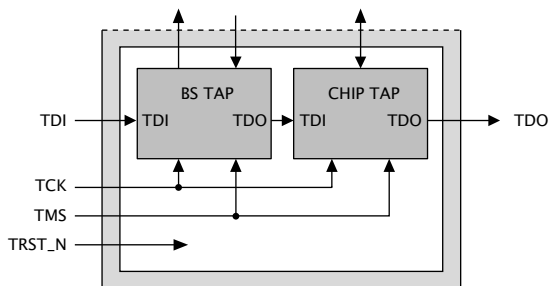 BS TAP
CHIP TAP
TDI
TDI
TDO
TDI
TDO
TDO
TCK
TMS
TRST_N